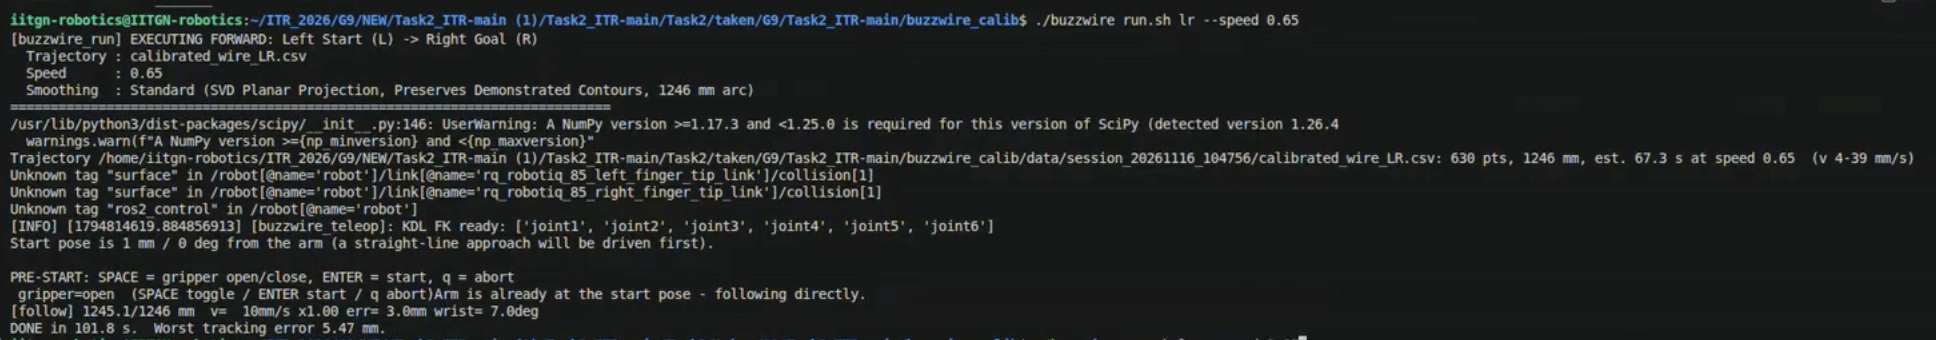 iitgn-robotics@IITGN-robotics:~/ITR_2026/G9/NEW/Task2_ITR-main (1)/Task2_ITR-main/Task2/taken/G9/Task2_ITR-main/buzzwire_calib$ ./buzzwire run.sh lr --speed 0.65
[buzzwire_run] EXECUTING FORWARD: Left Start (L) -> Right Goal (R)
Trajectory : calibrated_wire_LR.csv
Speed : 0.65
Smoothing : Standard (SVD Planar Projection, Preserves Demonstrated Contours, 1246 mm arc)
===========================================================================
/usr/lib/python3/dist-packages/scipy/__init__.py:146: UserWarning: A NumPy version >=1.17.3 and <1.25.0 is required for this version of SciPy (detected version 1.26.4
warnings.warn(f"A NumPy version >={np_minversion} and <{np_maxversion}"
Trajectory /home/iitgn-robotics/ITR_2026/G9/NEW/Task2_ITR-main (1)/Task2_ITR-main/Task2/taken/G9/Task2_ITR-main/buzzwire_calib/data/session_20261116_104756/calibrated_wire_LR.csv: 630 pts, 1246 mm, est. 67.3 s at speed 0.65 (v 4-39 mm/s)
Unknown tag "surface" in /robot[@name='robot']/link[@name='rq_robotiq_85_left_finger_tip_link']/collision[1]
Unknown tag "surface" in /robot[@name='robot']/link[@name='rq_robotiq_85_right_finger_tip_link']/collision[1]
Unknown tag "ros2_control" in /robot[@name='robot']
[INFO] [1794814619.884856913] [buzzwire_teleop]: KDL FK ready: ['joint1', 'joint2', 'joint3', 'joint4', 'joint5', 'joint6']
Start pose is 1 mm / 0 deg from the arm (a straight-line approach will be driven first).
PRE-START: SPACE = gripper open/close, ENTER = start, q = abort
gripper=open (SPACE toggle / ENTER start / q abort)Arm is already at the start pose - following directly.
[follow] 1245.1/1246 mm v= 10mm/s x1.00 err= 3.0mm wrist= 7.0deg
DONE in 101.8 s. Worst tracking error 5.47 mm.